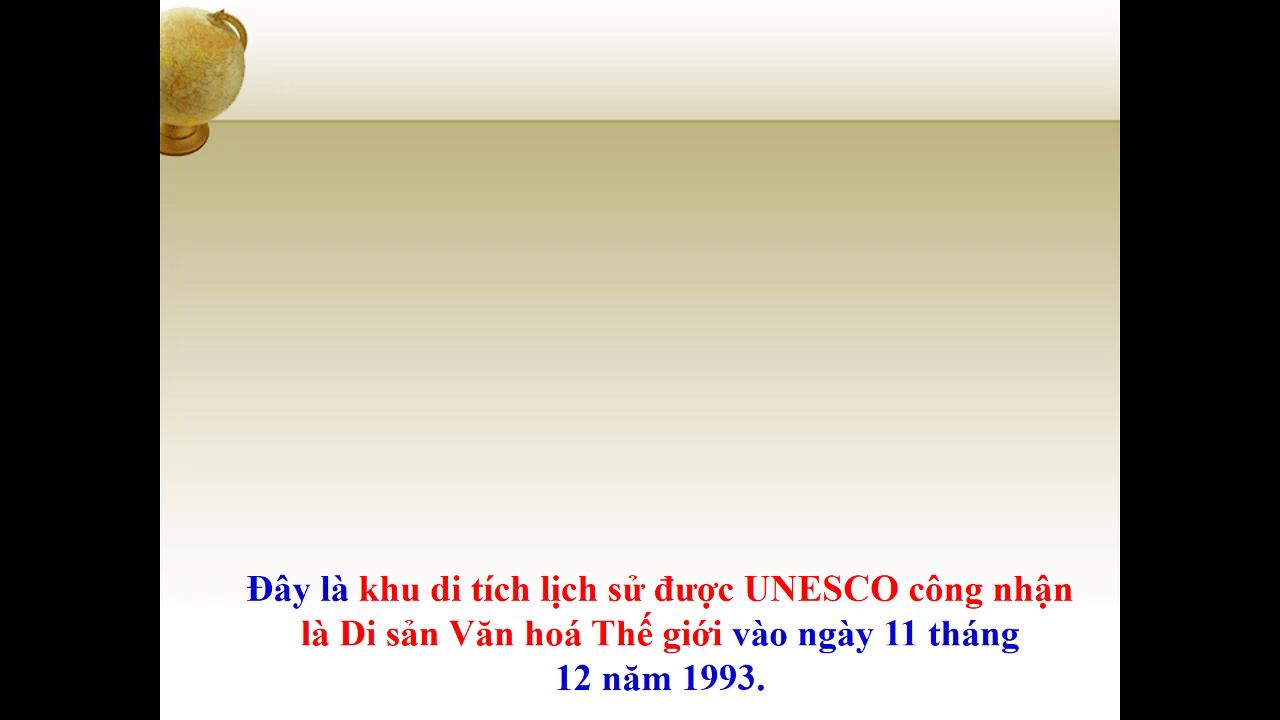 Đây là khu di tích lịch sử được UNESCO công nhận
là Di sản Văn hoá Thế giới vào ngày 11 tháng
12 năm 1993.